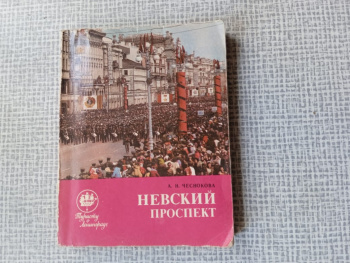 А. Н. ЧЕСНОКОВА
НЕВСКИЙ
ПРОСПЕКТ
Туристу
о Ленинграде